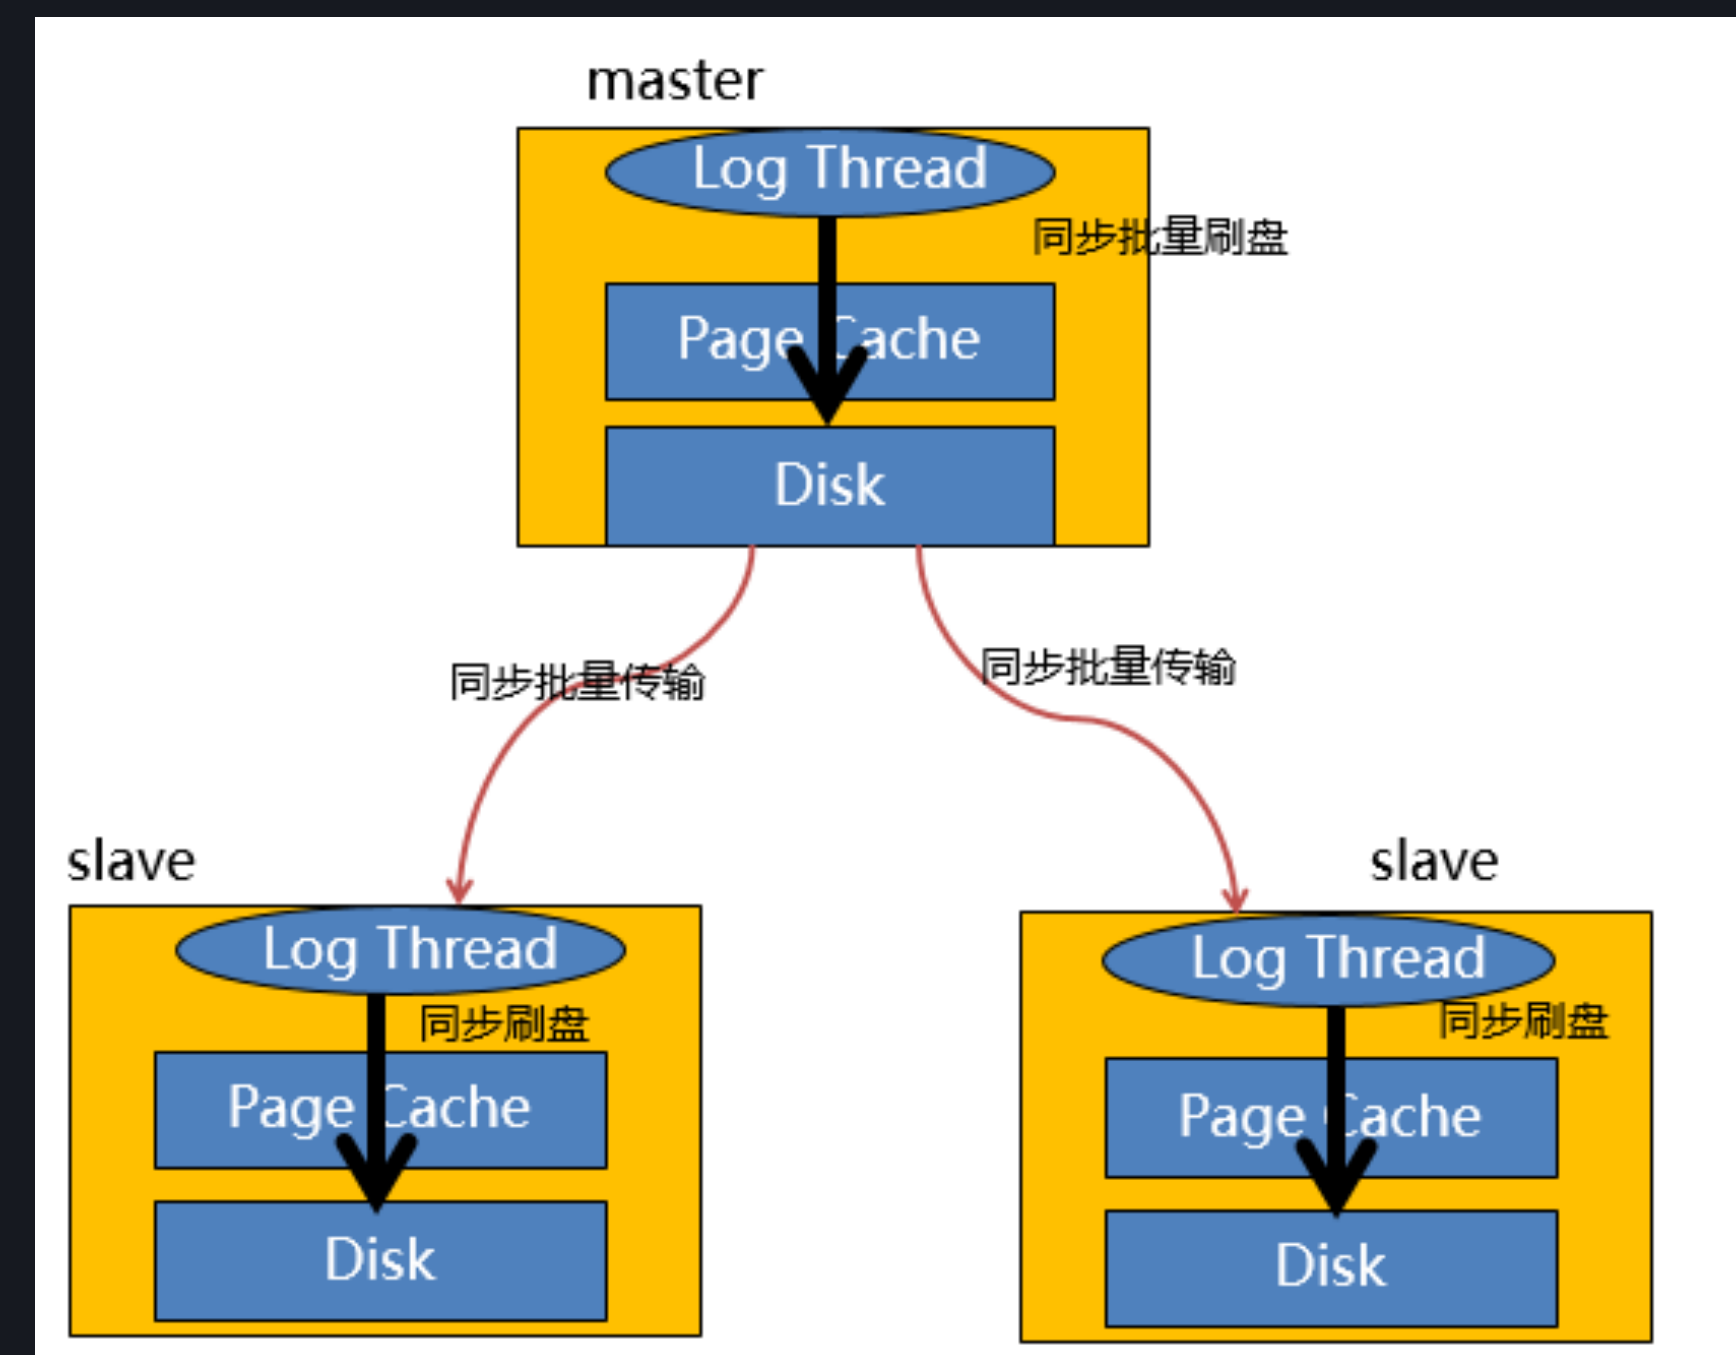 master
Log Thread
同步批量刷盘
Page Cache
Disk
同步批量传输
同步批量传输
slave
Log Thread
同步刷盘
Page Cache
Disk
slave
Log Thread
同步刷盘
Page Cache
Disk